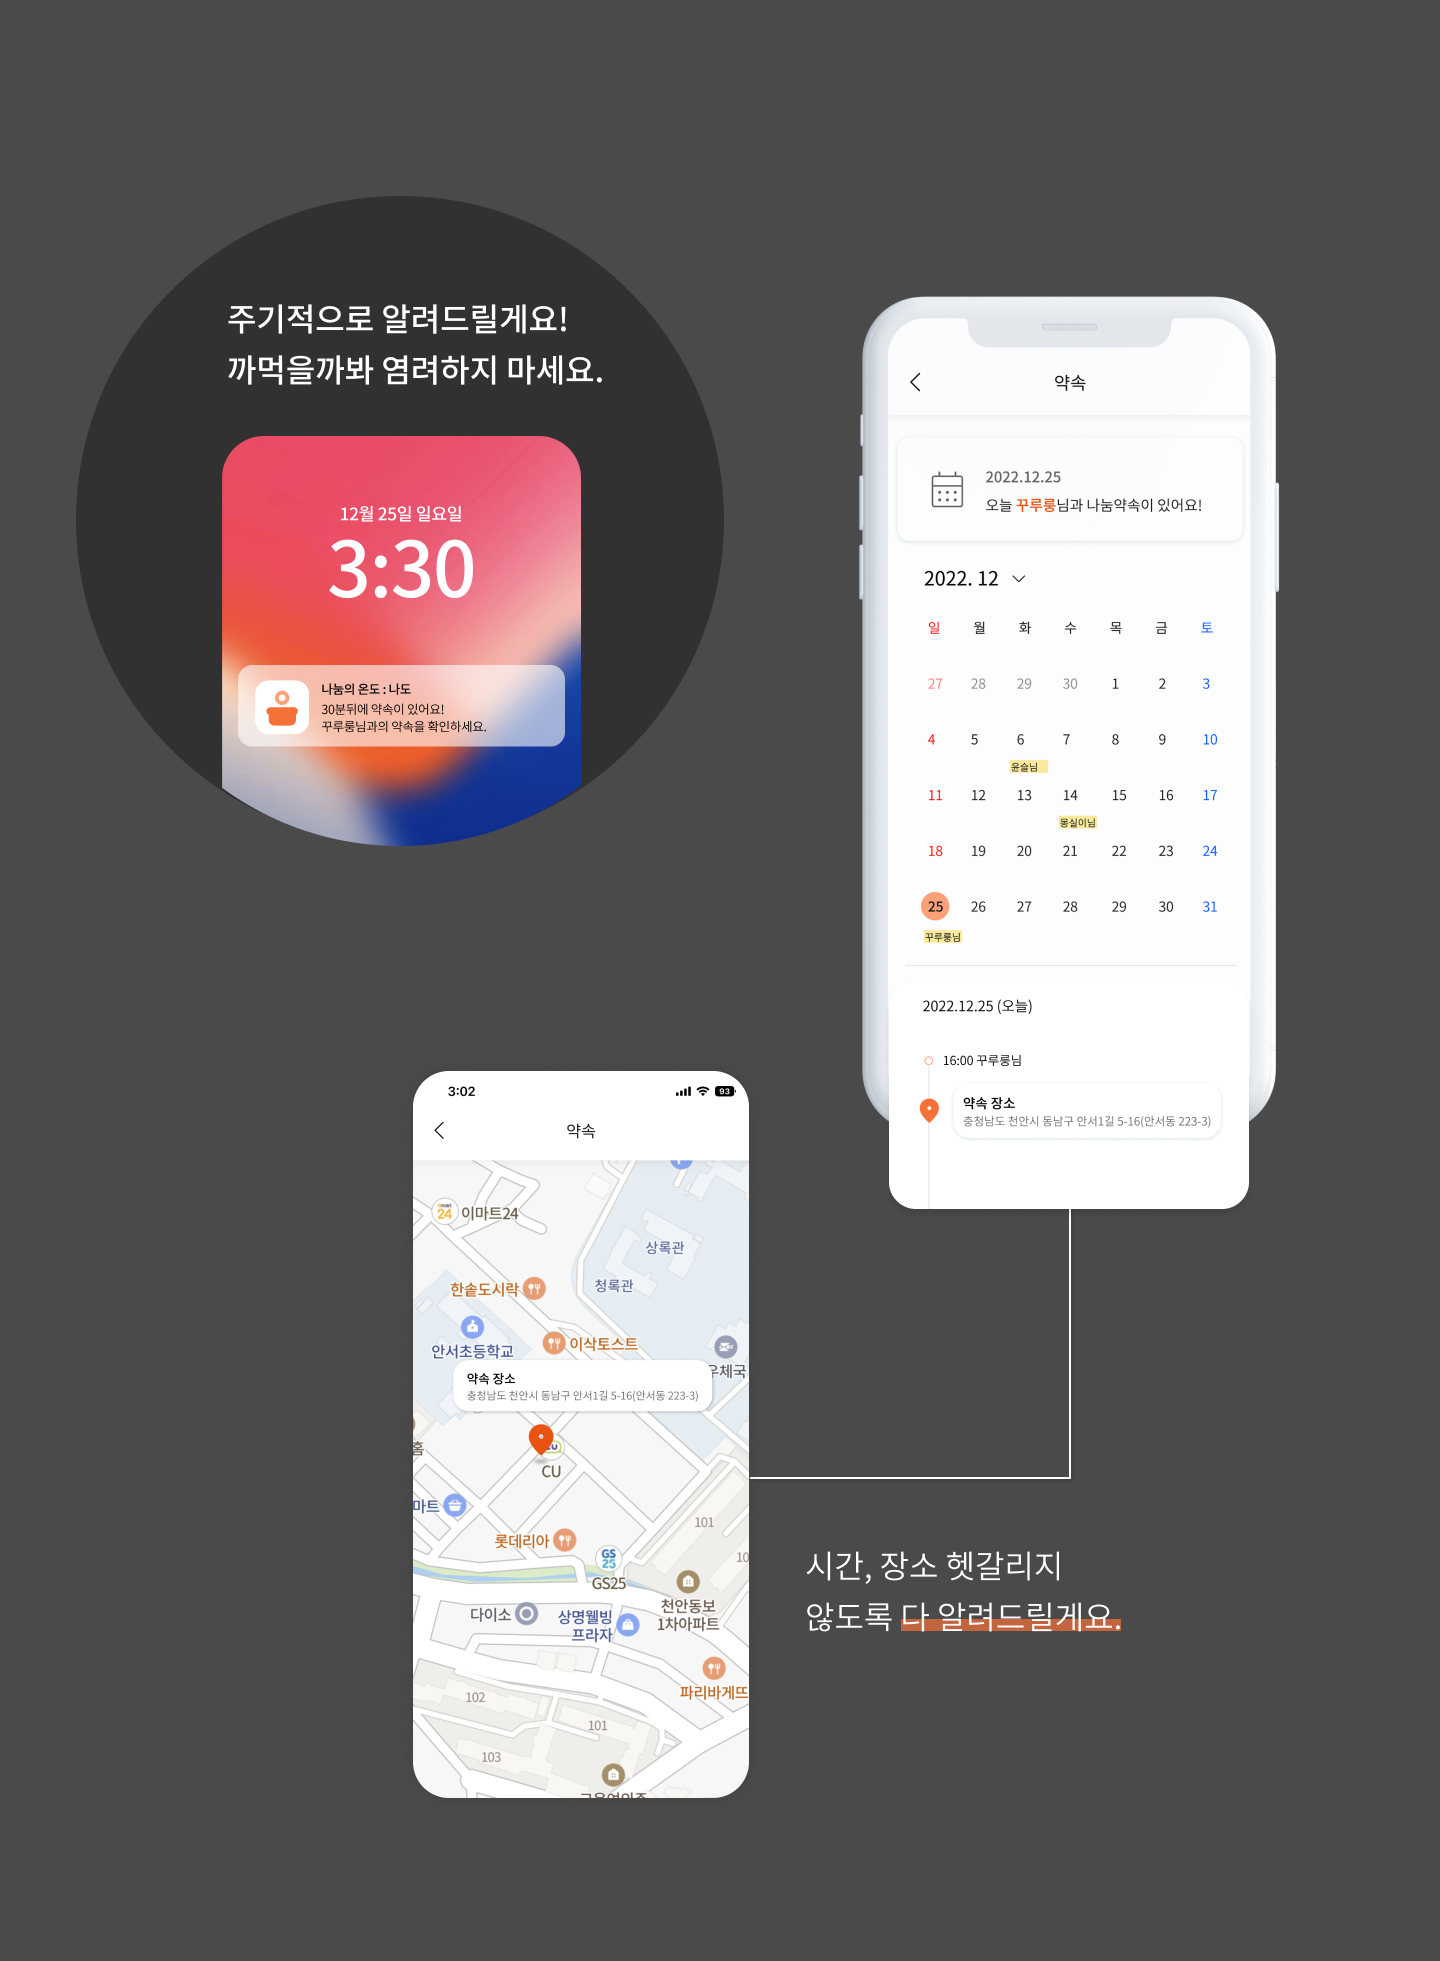 주기적으로 알려드릴게요!
까먹을까봐 염려하지 마세요.
12월 25일 일요일
3:30
나눔의 온도 : 나도
30분뒤에 약속이 있어요!
꾸루룽님과의 약속을 확인하세요.
약속
2022.12.25
오늘 꾸루룽님과 나눔약속이 있어요!
2022. 12
일 월 화 수 목 금 토
27 28 29 30 1 2 3
4 5 6 7 8 9 10
윤슬님
11 12 13 14 15 16 17
몽실이님
18 19 20 21 22 23 24
25 26 27 28 29 30 31
꾸루룽님
2022.12.25 (오늘)
16:00 꾸루룽님
약속 장소
충청남도 천안시 동남구 안서1길 5-16(안서동 223-3)
3:02
93
약속
24
이마트24
상록관
청록관
한솥도시락
이삭토스트
안서초등학교
우체국
약속 장소
충청남도 천안시 동남구 안서1길 5-16(안서동 223-3)
홈
CU
마트
101
10
롯데리아
GS
25
GS25
천안동보
1차아파트
다이소
상명웰빙
프라자
파리바게뜨
102
101
103
시간, 장소 헷갈리지
않도록 다 알려드릴게요.